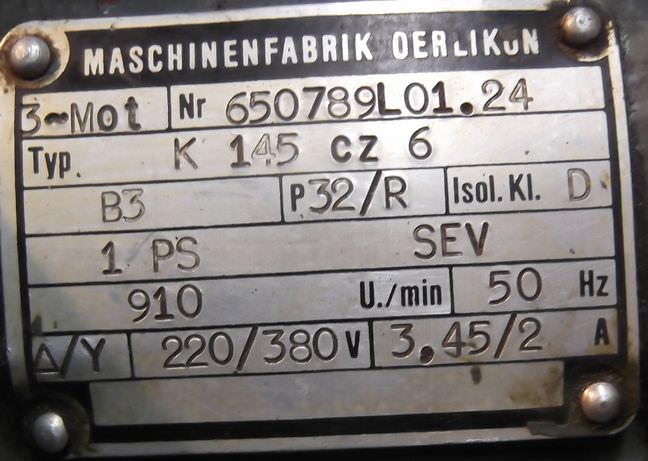 MASCHINENFABRIK OERLIKON
3~Mot Nr 650789L01.24
Typ. K 145 CZ 6
B3 P32/R Isol. Kl. D
1 PS SEV
910 U./min 50 Hz
Δ/Y 220/380 V 3,45/2 A